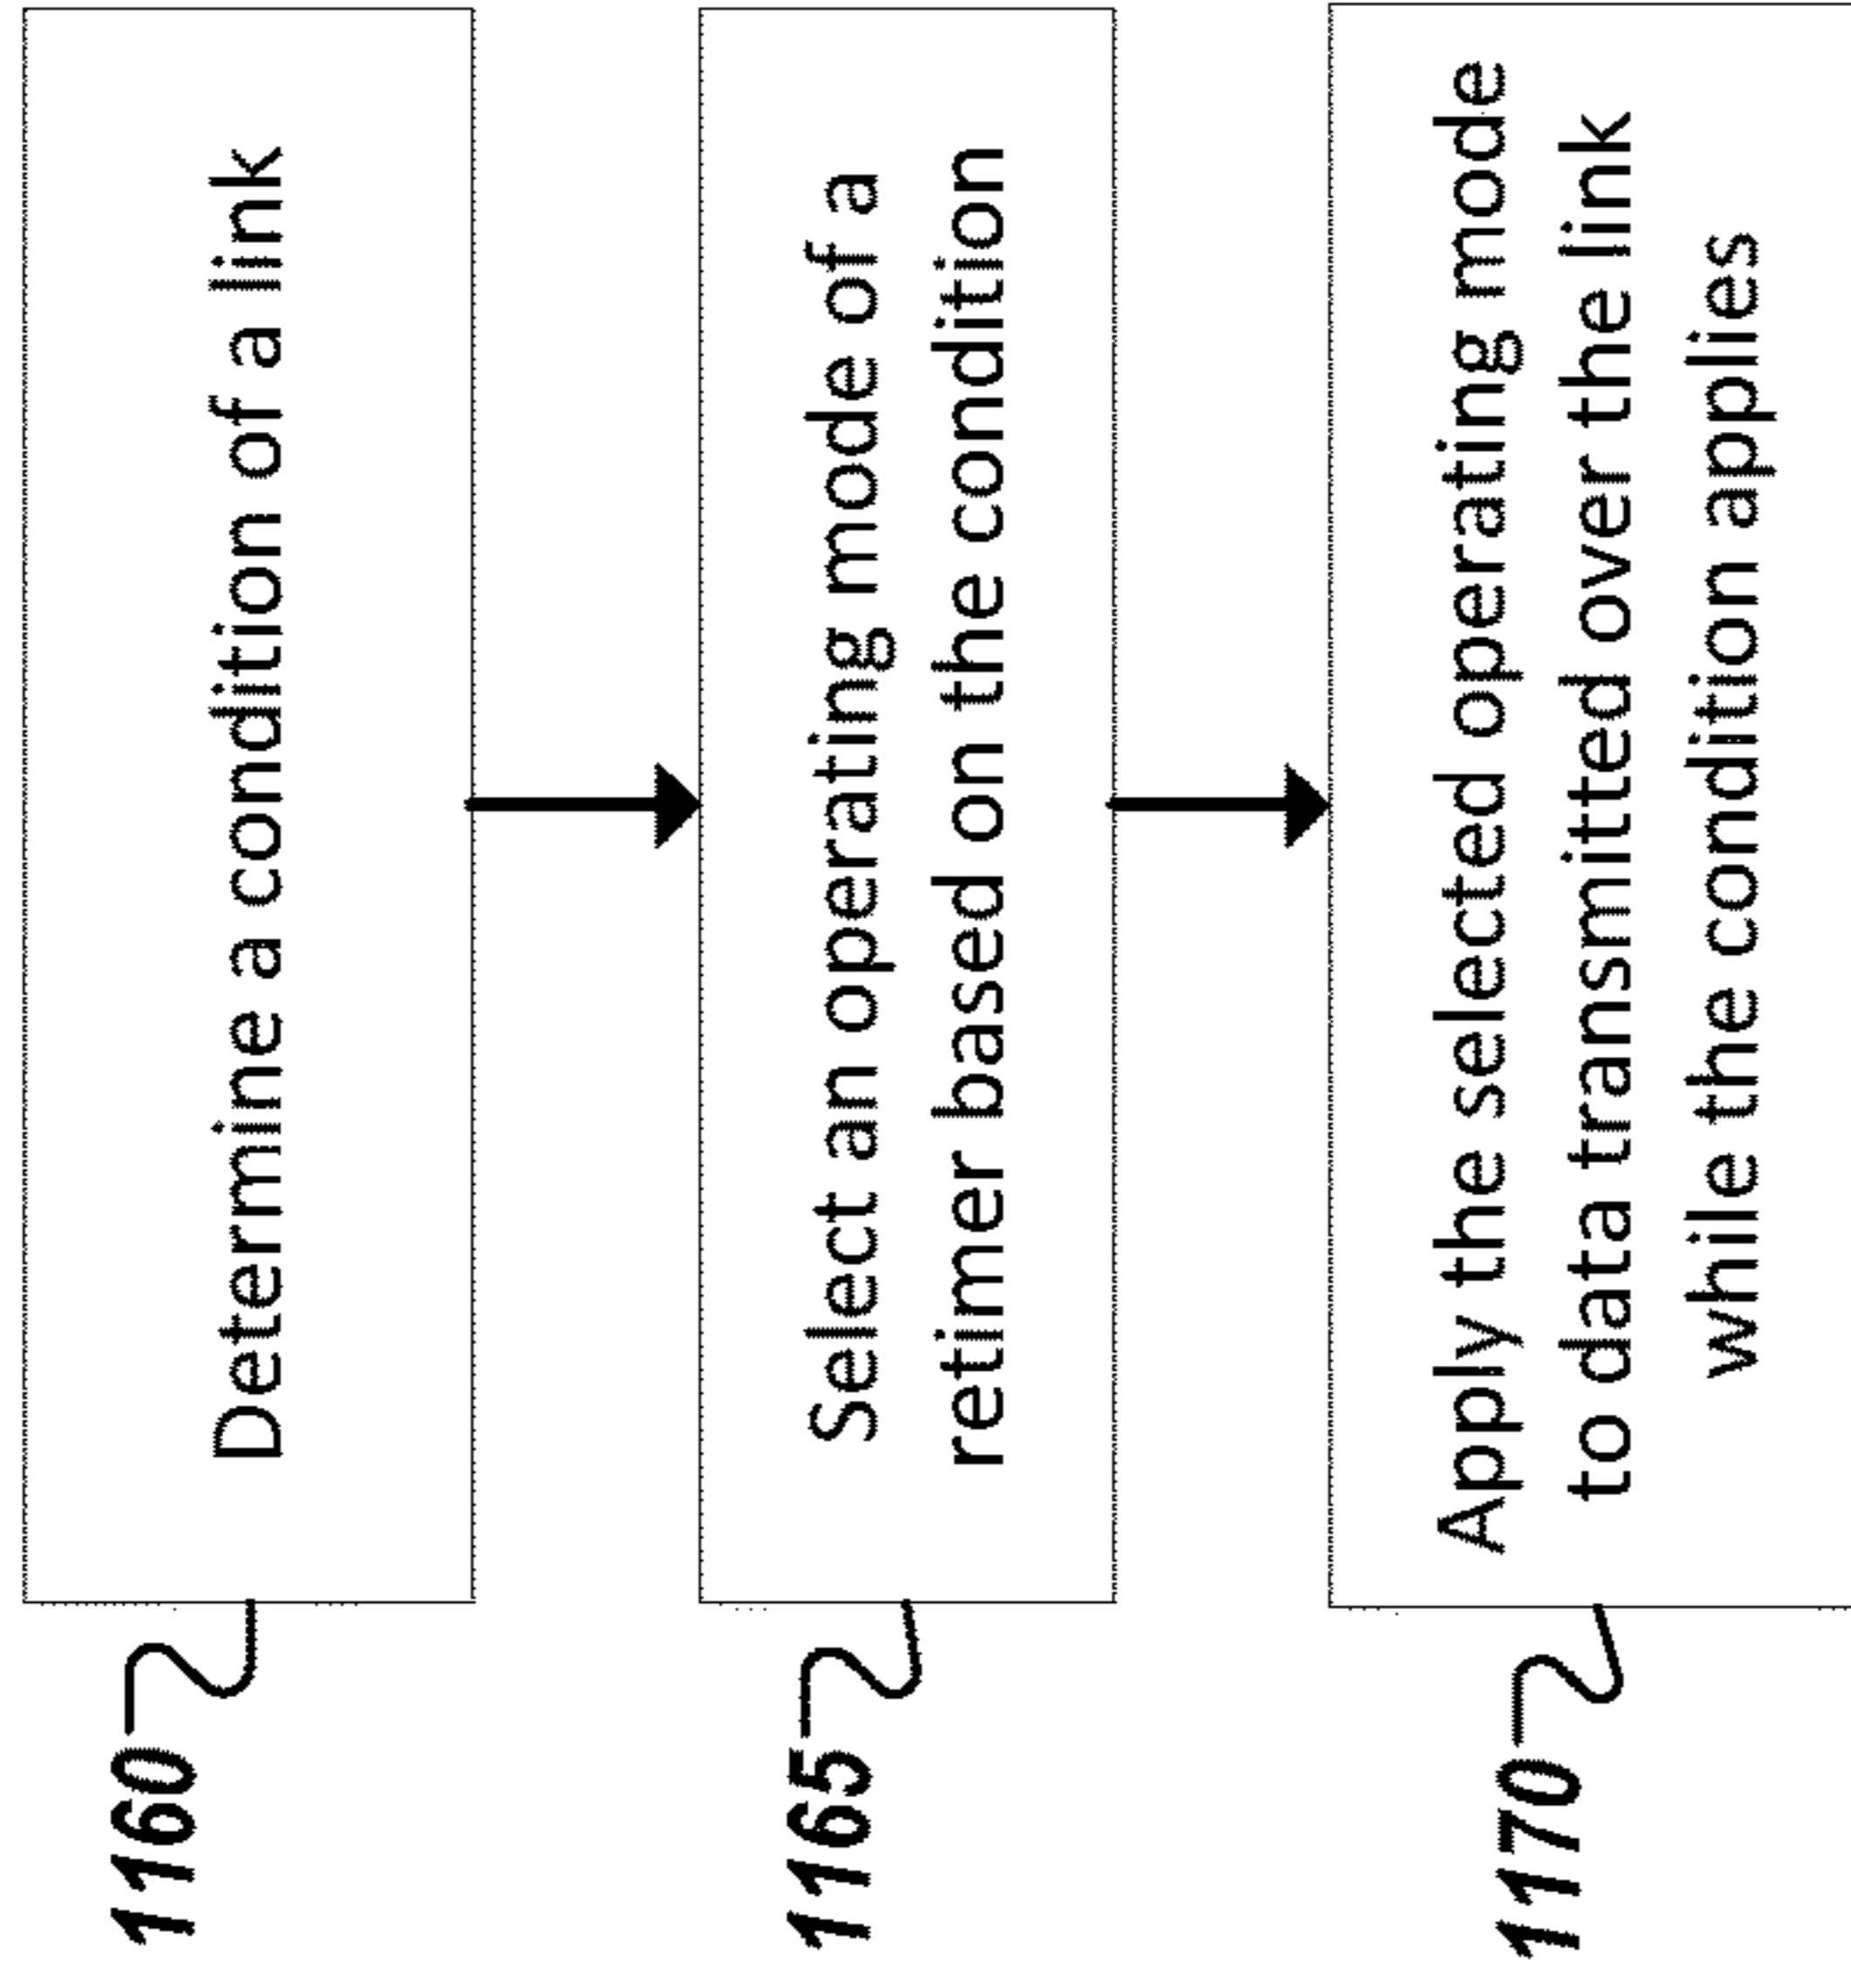 1160
Determine a condition of a link
1165
Select an operating mode of a
retimer based on the condition
1170
Apply the selected operating mode
to data transmitted over the link
while the condition applies